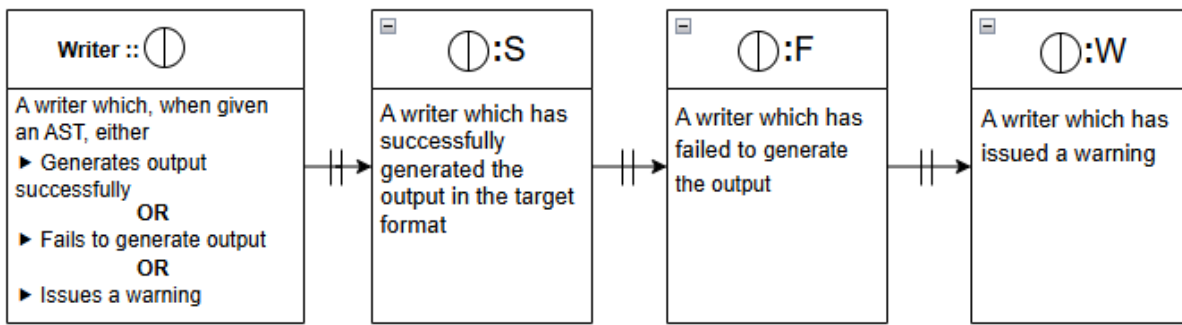 Writer ::
A writer which, when given
an AST, either
▶ Generates output
successfully
OR
▶ Fails to generate output
OR
▶ Issues a warning
:S
A writer which has
successfully
generated the
output in the target
format
:F
A writer which has
failed to generate
the output
:W
A writer which has
issued a warning